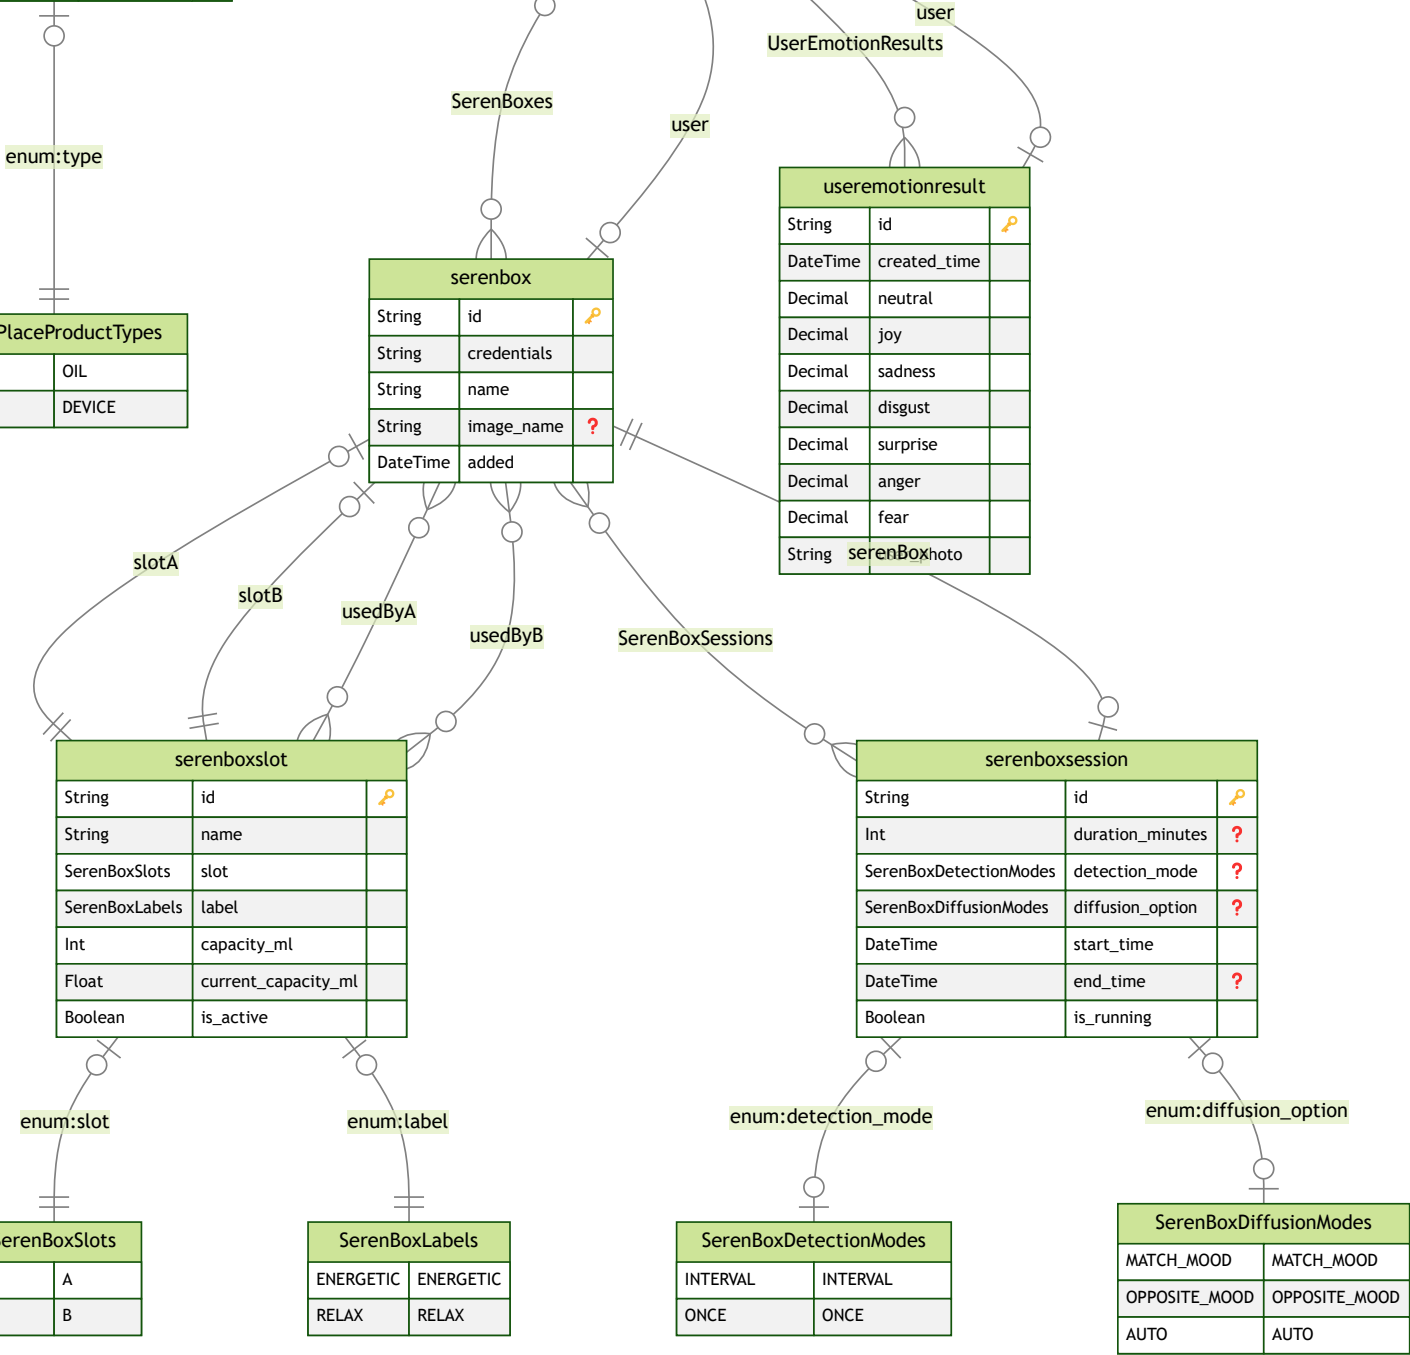 user
UserEmotionResults
SerenBoxes
user
enum:type
useremotionresult
String id
DateTime created_time
Decimal neutral
Decimal joy
Decimal sadness
Decimal disgust
Decimal surprise
Decimal anger
Decimal fear
String photo
serenBox
serenbox
String id
String credentials
String name
String image_name ?
DateTime added
PlaceProductTypes
OIL
DEVICE
slotA
slotB
usedByA
usedByB
SerenBoxSessions
serenboxslot
String id
String name
SerenBoxSlots slot
SerenBoxLabels label
Int capacity_ml
Float current_capacity_ml
Boolean is_active
serenboxsession
String id
Int duration_minutes ?
SerenBoxDetectionModes detection_mode ?
SerenBoxDiffusionModes diffusion_option ?
DateTime start_time
DateTime end_time ?
Boolean is_running
enum:slot
enum:label
enum:detection_mode
enum:diffusion_option
erenBoxSlots
A
B
SerenBoxLabels
ENERGETIC ENERGETIC
RELAX RELAX
SerenBoxDetectionModes
INTERVAL INTERVAL
ONCE ONCE
SerenBoxDiffusionModes
MATCH_MOOD MATCH_MOOD
OPPOSITE_MOOD OPPOSITE_MOOD
AUTO AUTO